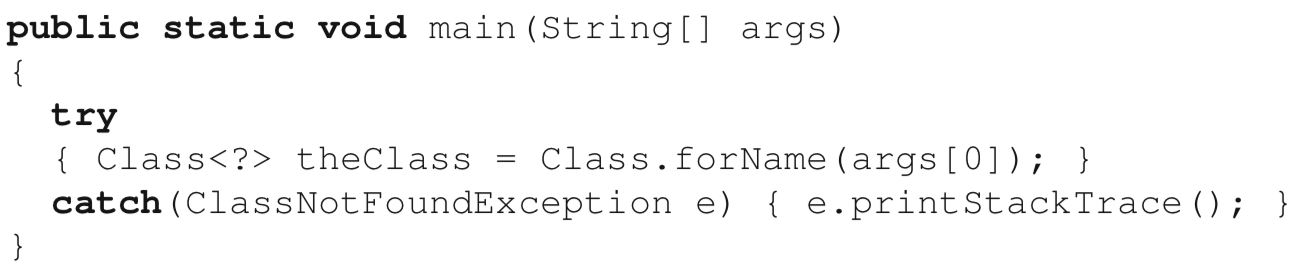 public static void main(String[] args)
{
  try
  { Class<?> theClass = Class.forName(args[0]); }
  catch(ClassNotFoundException e) { e.printStackTrace(); }
}